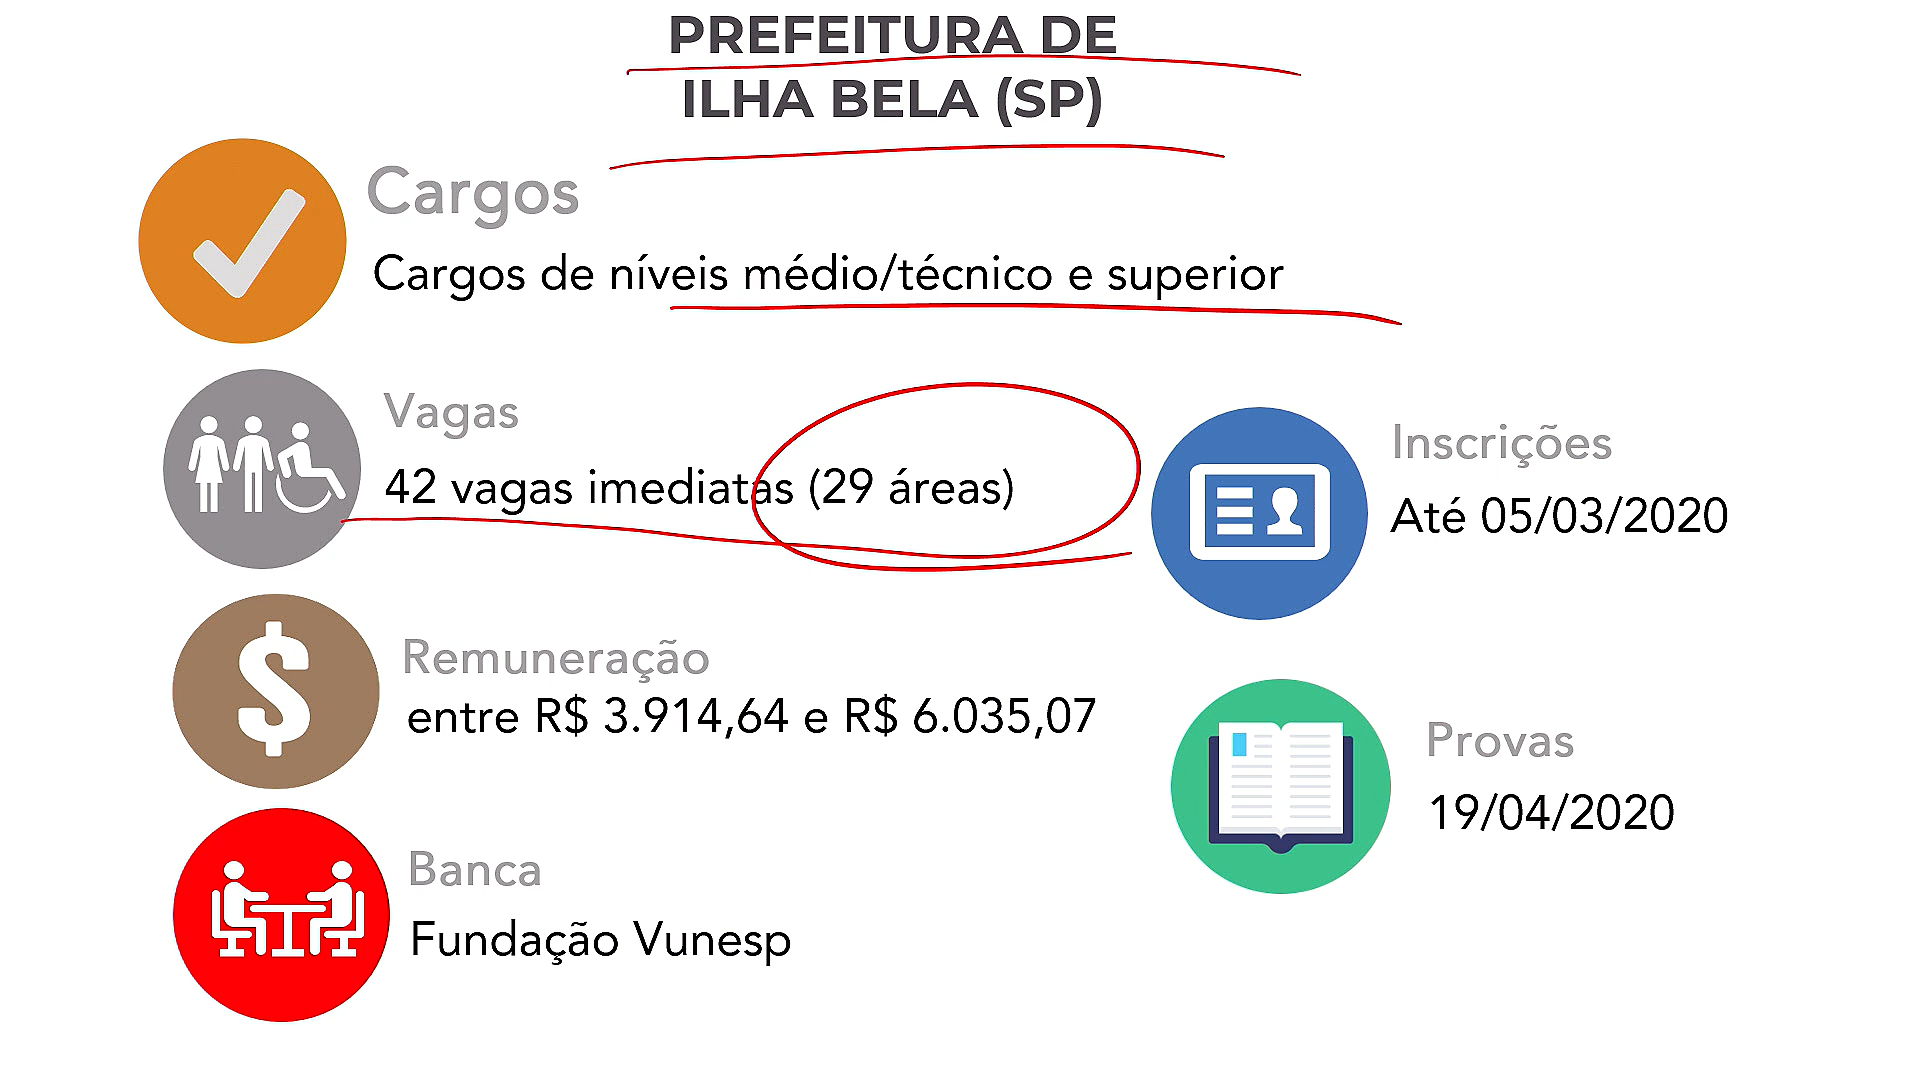 PREFEITURA DE
ILHA BELA (SP)
Cargos
Cargos de níveis médio/técnico e superior
Vagas
42 vagas imediatas (29 áreas)
Remuneração
entre R$ 3.914,64 e R$ 6.035,07
Banca
Fundação Vunesp
Inscrições
Até 05/03/2020
Provas
19/04/2020